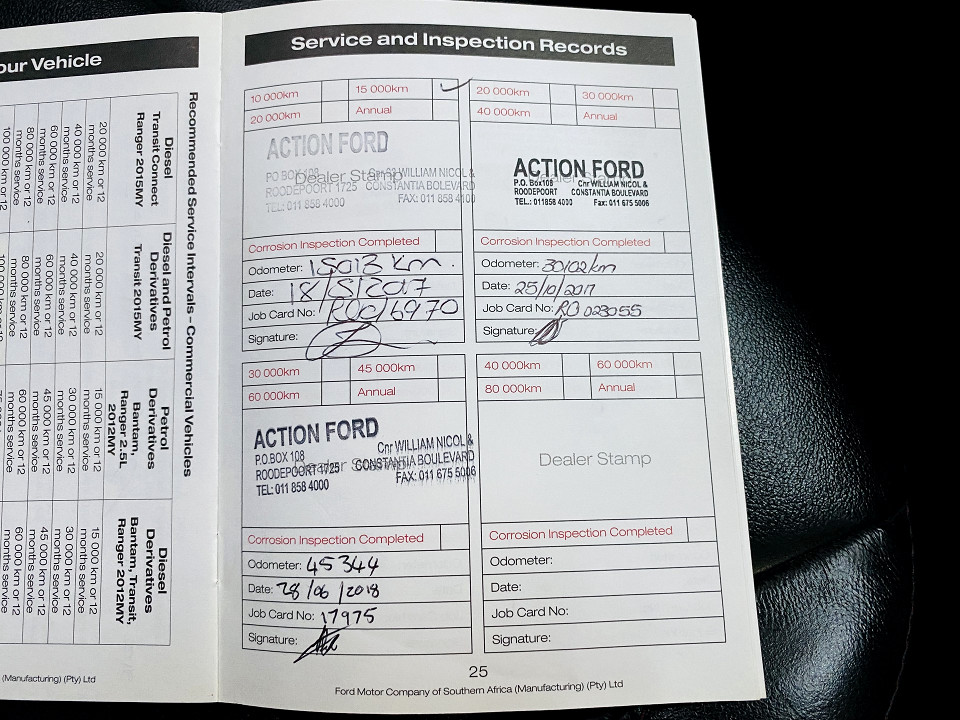 our Vehicle
Recommended Service Intervals - Commercial Vehicles
Diesel
Transit Connect
Ranger 2015MY
20 000 km or 12
months service
40 000 km or 12
months service
60 000 km or 12
months service
80 000 km or 12
months service
100 000 km or 12
Diesel and Petrol
Derivatives
Transit 2015MY
20 000 km or 12
months service
40 000 km or 12
months service
60 000 km or 12
months service
80 000 km or 12
months service
Petrol
Derivatives
Bantam,
Ranger 2.5L
2012MY
15 000 km or 12
months service
30 000 km or 12
months service
45 000 km or 12
months service
60 000 km or 12
months service
Diesel
Derivatives
Bantam, Transit,
Ranger 2012MY
15 000 km or 12
months service
30 000 km or 12
months service
45 000 km or 12
months service
60 000 km or 12
months service
(Manufacturing) (Pty) Ltd
Service and Inspection Records
10 000km 15 000km ✓
20 000km Annual
ACTION FORD
Dealer Stamp
PO BOX 108 Cnr WILLIAM NICOL &
ROODEPOORT 1725 CONSTANTIA BOULEVARD
TEL: 011 858 4000 FAX: 011 858 4100
Corrosion Inspection Completed
Odometer: 15013 km.
Date: 18/5/2017
Job Card No: ROO16970
Signature:
20 000km 30 000km
40 000km Annual
ACTION FORD
Dealer Stamp
P.O. Box108 Cnr WILLIAM NICOL &
ROODEPOORT CONSTANTIA BOULEVARD
TEL.: 011858 4000 Fax: 011 675 5006
Corrosion Inspection Completed
Odometer: 30102km
Date: 25/10/2017
Job Card No: RO 023055
Signature:
30 000km 45 000km
60 000km Annual
ACTION FORD
P.O.BOX 108 Cnr WILLIAM NICOL &
ROODEPOORT 1725 CONSTANTIA BOULEVARD
Dealer Stamp
TEL: 011 858 4000 FAX: 011 675 5006
Corrosion Inspection Completed
Odometer: 45344
Date: 28/06/2018
Job Card No: 17975
Signature:
40 000km 60 000km
80 000km Annual
Dealer Stamp
Corrosion Inspection Completed
Odometer:
Date:
Job Card No:
Signature:
25
Ford Motor Company of Southern Africa (Manufacturing) (Pty) Ltd